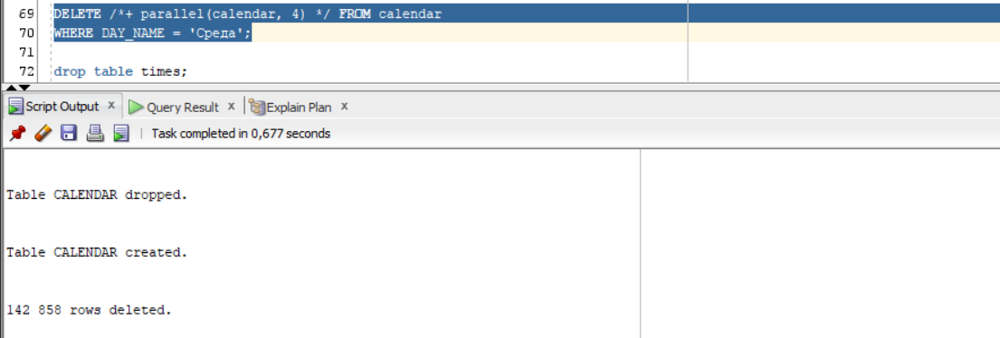 69 DELETE /*+ parallel(calendar, 4) */ FROM calendar
70 WHERE DAY_NAME = 'Среда';
71
72 drop table times;
Script Output x Query Result x Explain Plan x
Task completed in 0,677 seconds
Table CALENDAR dropped.
Table CALENDAR created.
142 858 rows deleted.